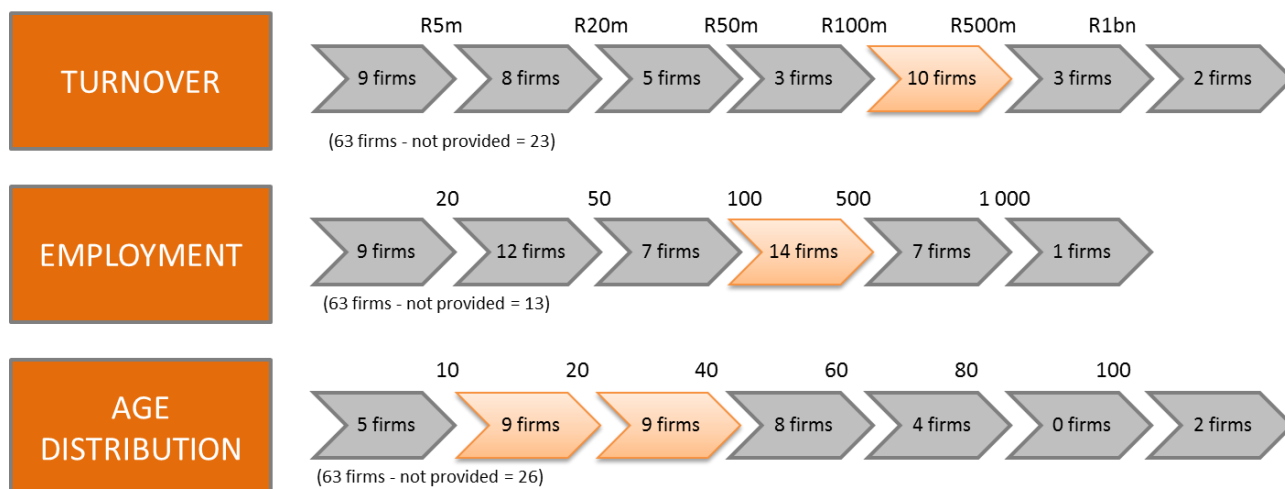 R5m R20m R50m R100m R500m R1bn
TURNOVER
9 firms 8 firms 5 firms 3 firms 10 firms 3 firms 2 firms
(63 firms - not provided = 23)
20 50 100 500 1 000
EMPLOYMENT
9 firms 12 firms 7 firms 14 firms 7 firms 1 firms
(63 firms - not provided = 13)
10 20 40 60 80 100
AGE
DISTRIBUTION
5 firms 9 firms 9 firms 8 firms 4 firms 0 firms 2 firms
(63 firms - not provided = 26)